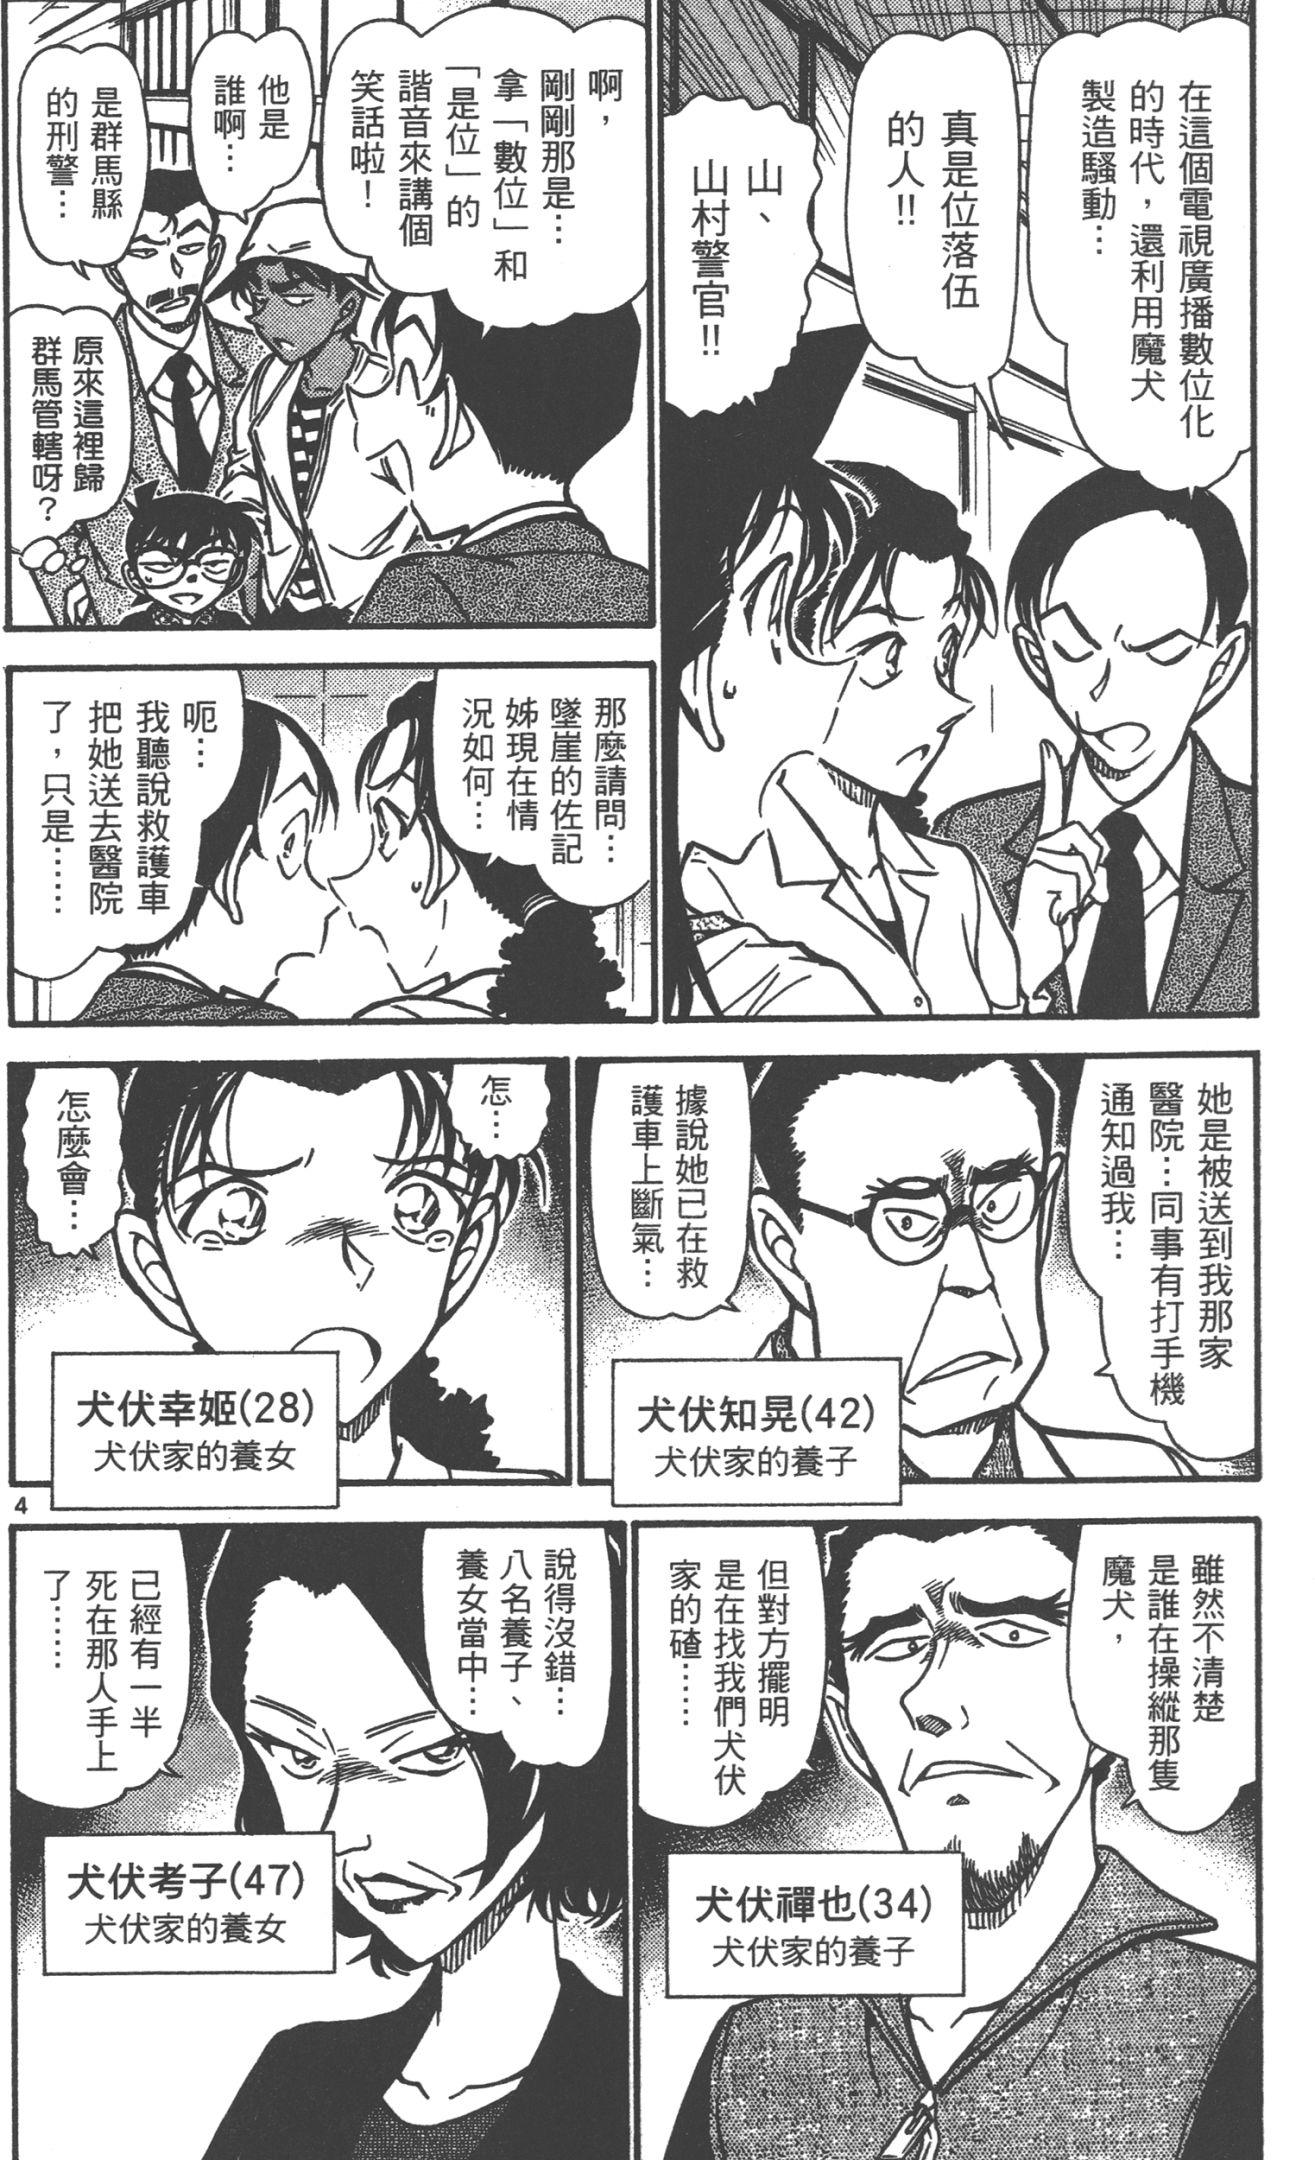 在這個電視廣播數位化
的時代，還利用魔犬
製造騷動…
真是位落伍
的人!!
山、
山村警官!!
啊，
剛剛那是…
拿「數位」和
「是位」的
諧音來講個
笑話啦！
他是
誰啊…
是群馬縣
的刑警…
原來這裡歸
群馬管轄呀？
那麼請問…
墜崖的佐記
姊現在情
況如何…
呃…
我聽說救護車
把她送去醫院
了，只是……
她是被送到我那家
醫院…同事有打手機
通知過我…
據說她已在救
護車上斷氣…
犬伏知晃(42)
犬伏家的養子
怎…
怎麼會…
犬伏幸姬(28)
犬伏家的養女
4
雖然不清楚
是誰在操縱那隻
魔犬，
但對方擺明
是在找我們犬伏
家的碴……
犬伏禪也(34)
犬伏家的養子
說得沒錯…
八名養子、
養女當中…
已經有一半
死在那人手上
了……
犬伏考子(47)
犬伏家的養女